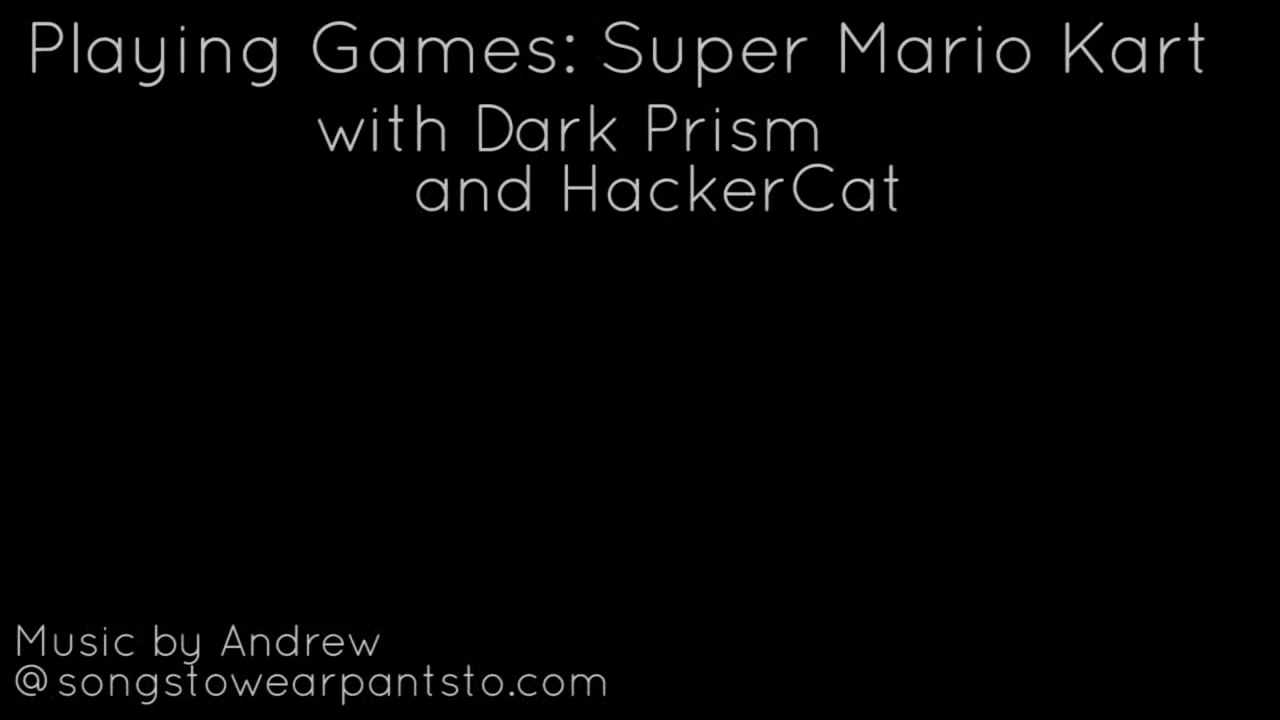 Playing Games: Super Mario Kart
with Dark Prism
and HackerCat
Music by Andrew
@songstowearpantsto.com